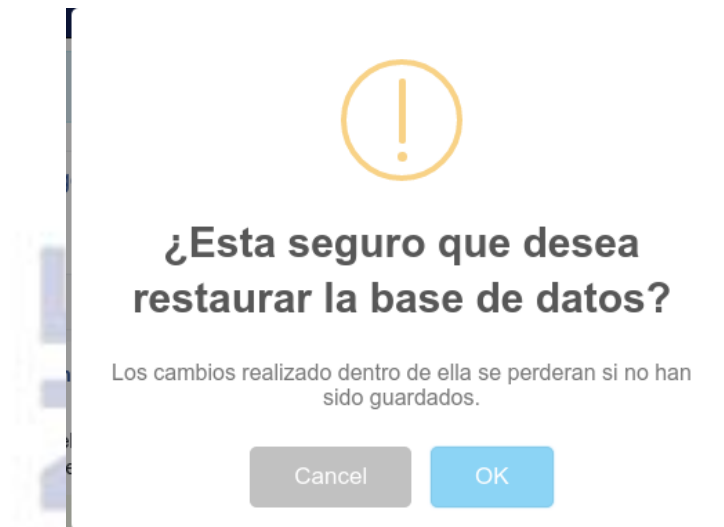 ¿Esta seguro que desea
restaurar la base de datos?
Los cambios realizado dentro de ella se perderan si no han
sido guardados.
Cancel
OK